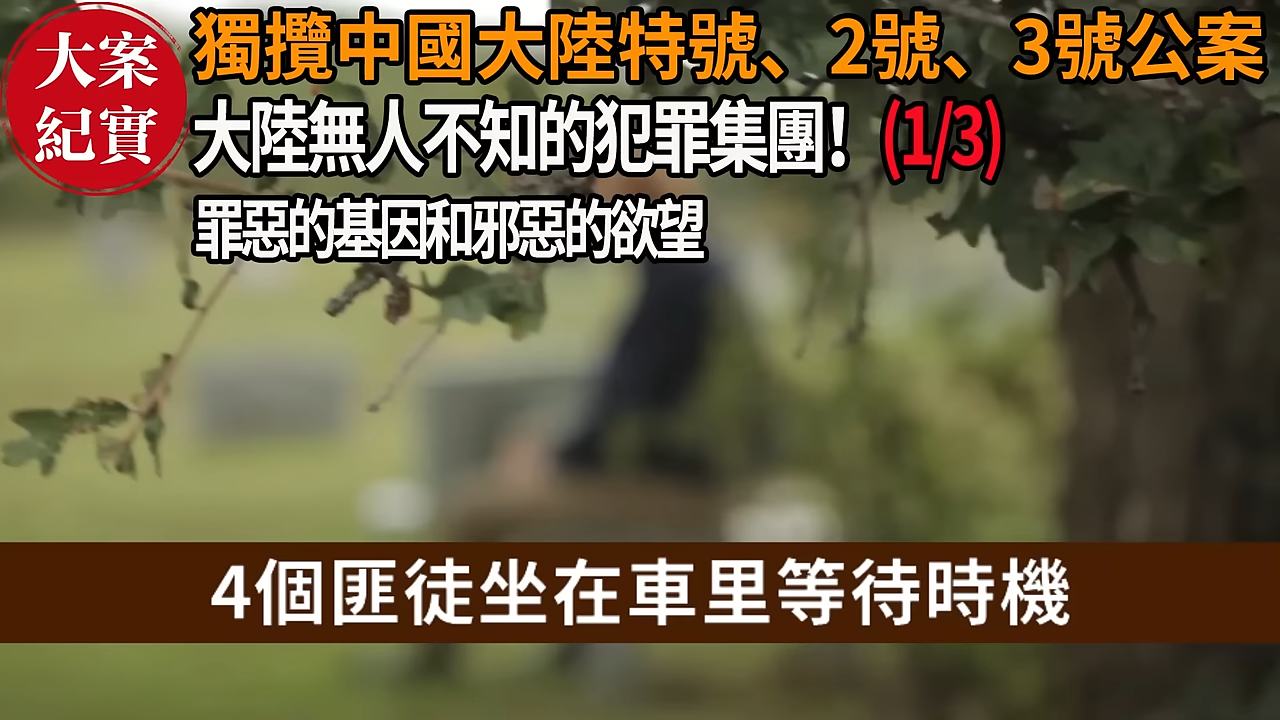 大案
紀實
獨攬中國大陸特號、2號、3號公案
大陸無人不知的犯罪集團！(1/3)
罪惡的基因和邪惡的欲望
4個匪徒坐在車里等待時機